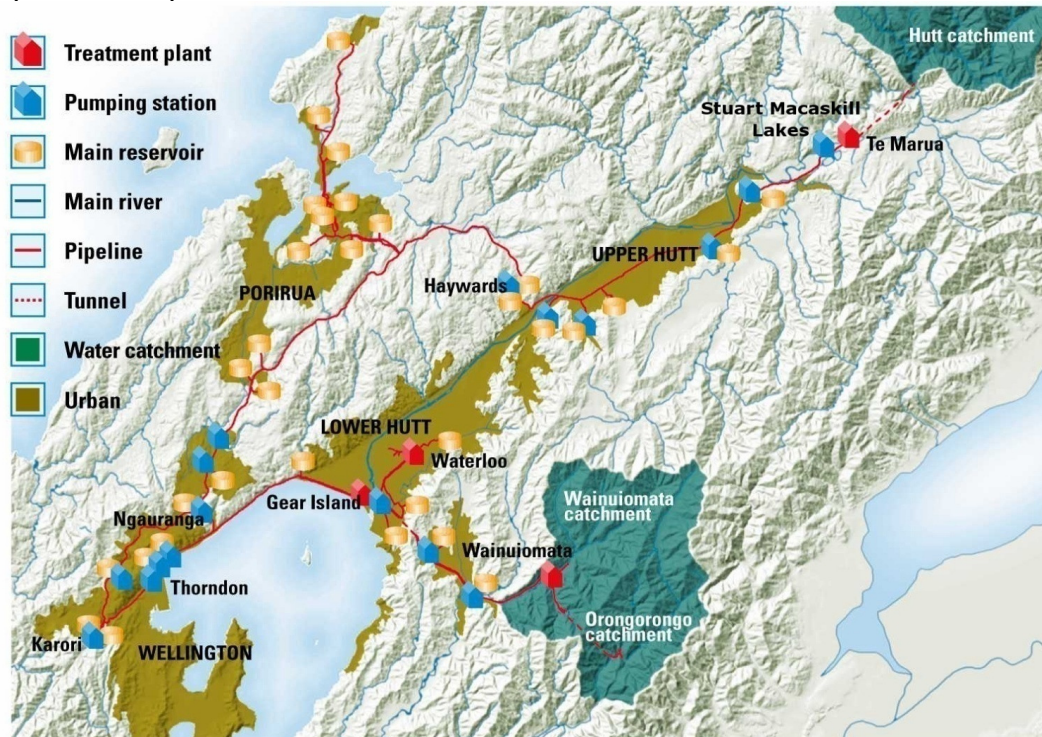 Treatment plant
Pumping station
Main reservoir
Main river
Pipeline
Tunnel
Water catchment
Urban
Hutt catchment
Stuart Macaskill
Lakes
Te Marua
UPPER HUTT
Haywards
PORIRUA
LOWER HUTT
Waterloo
Gear Island
Ngauranga
Wainuiomata
catchment
Wainuiomata
Thorndon
Orongorongo
catchment
Karori
WELLINGTON